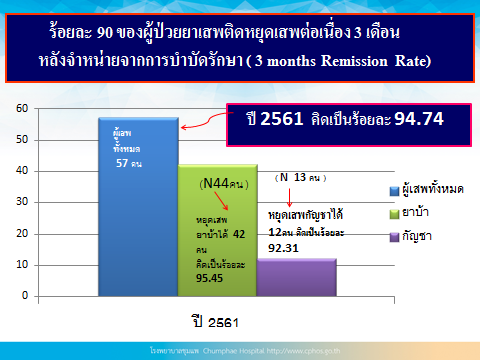 ร้อยละ 90 ของผู้ป่วยยาเสพติดหยุดเสพต่อเนื่อง 3 เดือน
หลังจำหน่ายจากการบำบัดรักษา ( 3 months Remission Rate)
60
50
40
30
20
10
0
ปี 2561 คิดเป็นร้อยละ 94.74
ผู้เสพ
ทั้งหมด
57 คน
(N44คน)
หยุดเสพ
ยาบ้าได้ 42
คน
คิดเป็นร้อยละ
95.45
( N 13 คน )
หยุดเสพกัญชาได้
12คน คิดเป็นร้อยละ
92.31
ผู้เสพทั้งหมด
ยาบ้า
กัญชา
ปี 2561
โรงพยาบาลชุมแพ Chumphae Hospital http://www.cphos.go.th